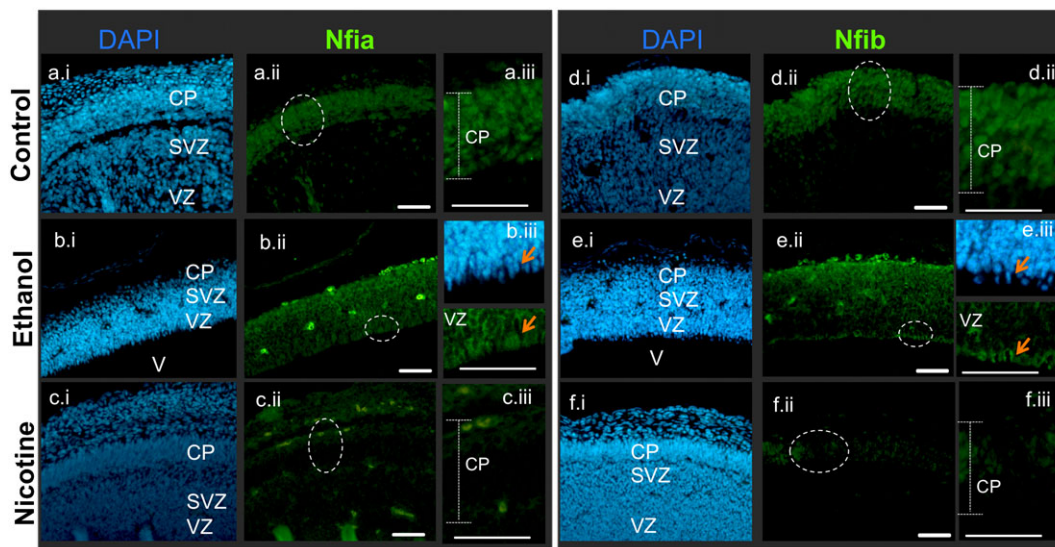 DAPI Nfia DAPI Nfib
Control
a.i a.ii a.iii d.i d.ii d.ii
CP CP CP CP
SVZ SVZ
VZ VZ
Ethanol
b.i b.ii b.iii e.i e.ii e.iii
CP CP
SVZ SVZ
VZ VZ VZ VZ
V V
Nicotine
c.i c.ii c.iii f.i f.ii f.iii
CP CP CP CP
SVZ SVZ
VZ VZ